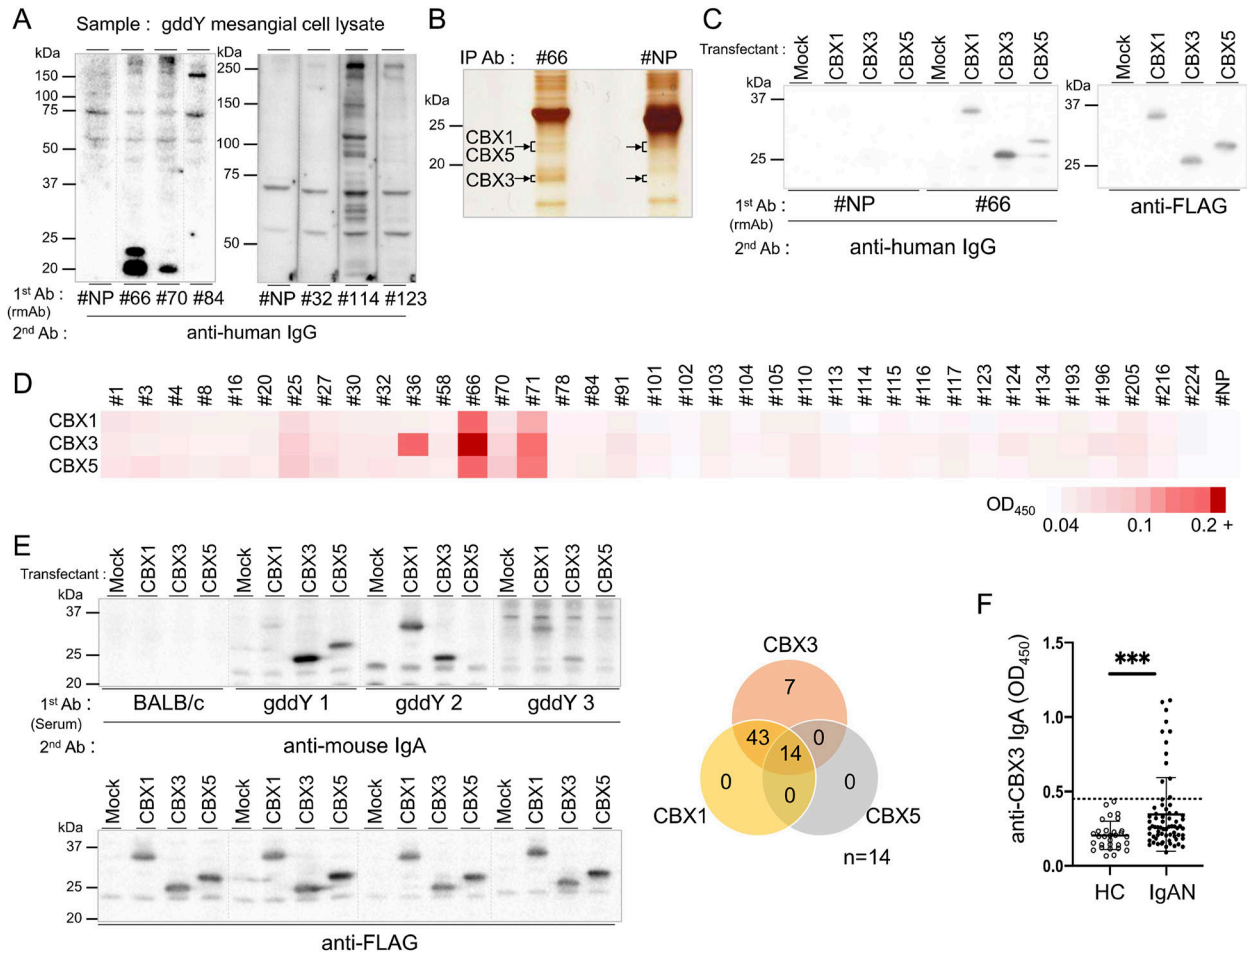 A
Sample : gddY mesangial cell lysate
kDa
150
100
75
50
37
25
20
kDa
250
150
100
75
50
1st Ab : #NP #66 #70 #84 #NP #32 #114 #123
(rmAb)
2nd Ab : anti-human IgG
B
IP Ab : #66 #NP
kDa
25
20
CBX1
CBX5
CBX3
C
Transfectant : Mock CBX1 CBX3 CBX5 Mock CBX1 CBX3 CBX5 Mock CBX1 CBX3 CBX5
kDa
37
25
kDa
37
25
1st Ab : #NP #66 anti-FLAG
(rmAb)
2nd Ab : anti-human IgG
D
#1 #3 #4 #8 #16 #20 #25 #27 #30 #32 #36 #58 #66 #70 #71 #78 #84 #91 #101 #102 #103 #104 #105 #110 #113 #114 #115 #116 #117 #123 #124 #134 #193 #196 #205 #216 #224 #NP
CBX1
CBX3
CBX5
OD450
0.04 0.1 0.2 +
E
Transfectant : Mock CBX1 CBX3 CBX5 Mock CBX1 CBX3 CBX5 Mock CBX1 CBX3 CBX5 Mock CBX1 CBX3 CBX5
kDa
37
25
20
1st Ab : BALB/c gddY 1 gddY 2 gddY 3
(Serum)
2nd Ab : anti-mouse IgA
Mock CBX1 CBX3 CBX5 Mock CBX1 CBX3 CBX5 Mock CBX1 CBX3 CBX5 Mock CBX1 CBX3 CBX5
kDa
37
25
20
anti-FLAG
CBX3
7
43 14 0
0 0 0
CBX1 CBX5
n=14
F
anti-CBX3 IgA (OD450)
***
1.5
1.0
0.5
0.0
HC IgAN